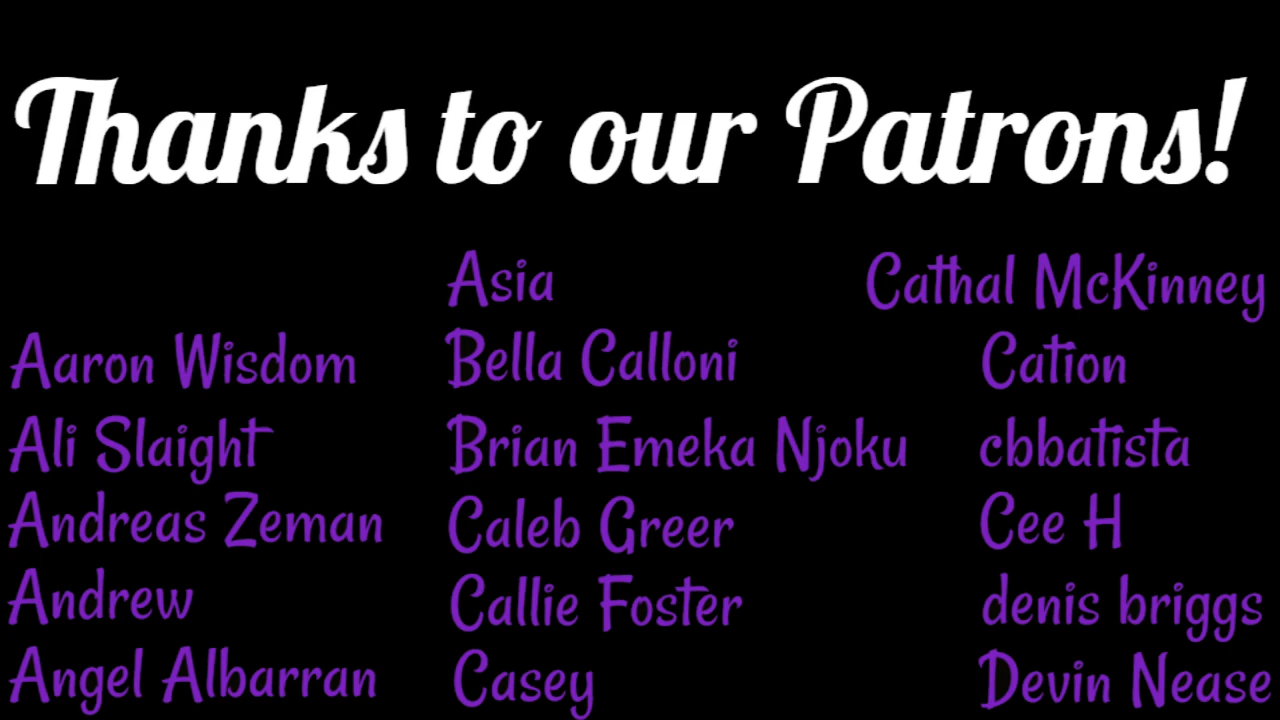 Thanks to our Patrons!
Aaron Wisdom
Ali Slaight
Andreas Zeman
Andrew
Angel Albarran
Asia
Bella Calloni
Brian Emeka Njoku
Caleb Greer
Callie Foster
Casey
Cathal McKinney
Cation
cbbatista
Cee H
denis briggs
Devin Nease